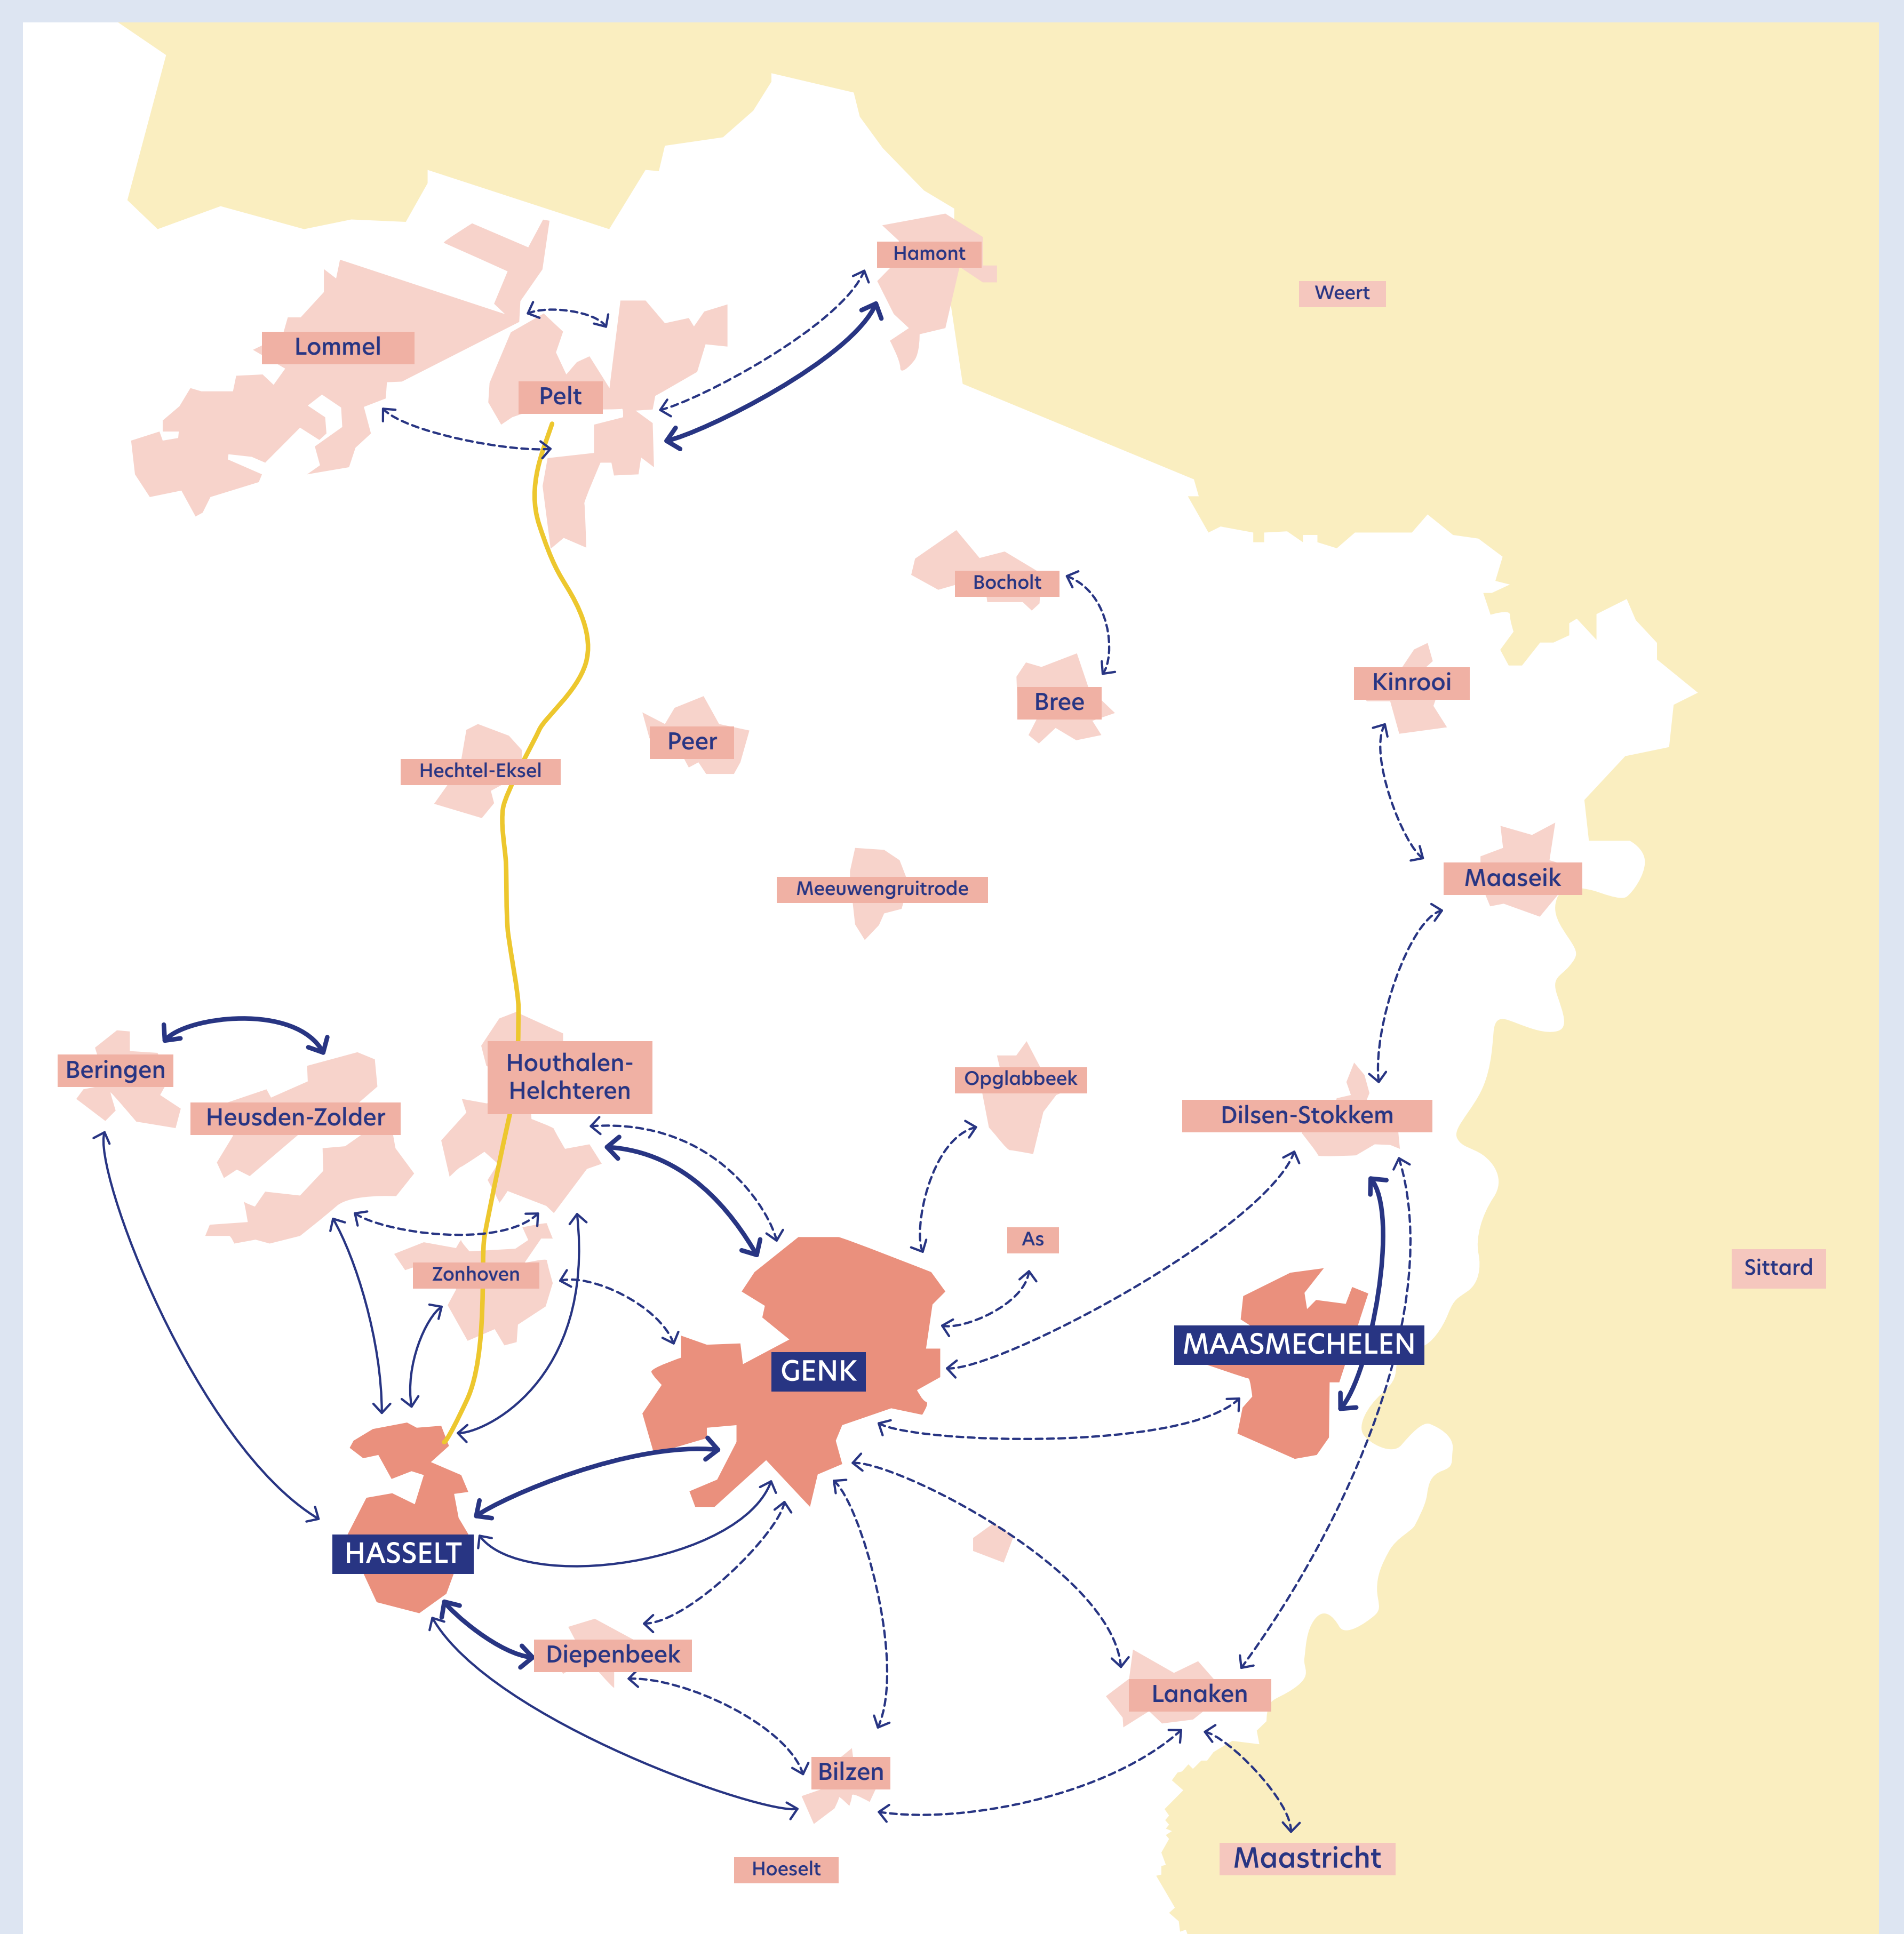 Hamont
Weert
Lommel
Pelt
Bocholt
Kinrooi
Bree
Peer
Hechtel-Eksel
Maaseik
Meeuwengruitrode
Beringen
Houthalen-
Helchteren
Opglabbeek
Heusden-Zolder
Dilsen-Stokkem
As
Sittard
Zonhoven
MAASMECHELEN
GENK
HASSELT
Diepenbeek
Lanaken
Bilzen
Maastricht
Hoeselt